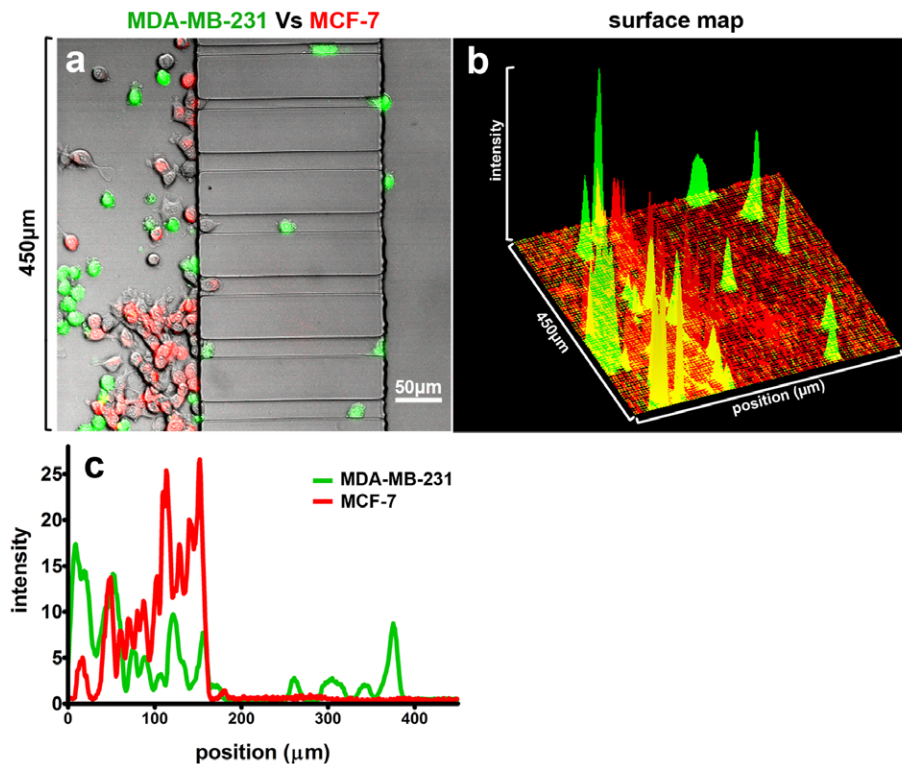 MDA-MB-231 Vs MCF-7
surface map
a
450µm
50µm
b
intensity
450µm
position (µm)
c
MDA-MB-231
MCF-7
25
20
15
10
5
0
intensity
0 100 200 300 400
position (µm)